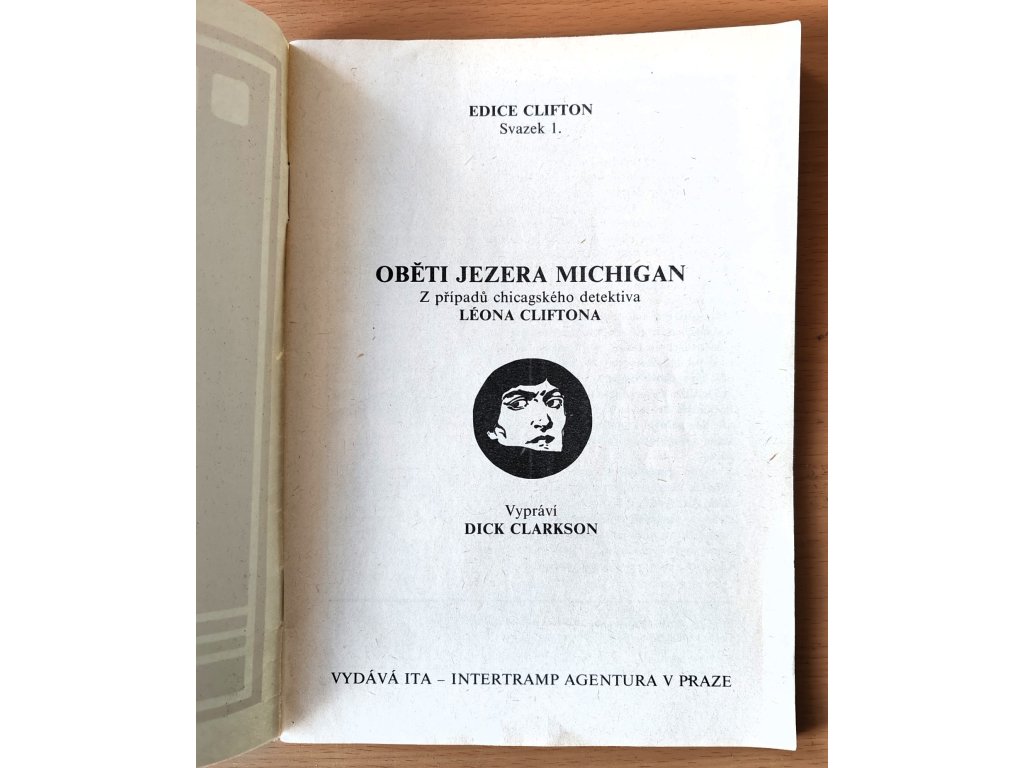 EDICE CLIFTON
Svazek 1.
OBĚTI JEZERA MICHIGAN
Z případů chicagského detektiva
LÉONA CLIFTONA
Vypráví
DICK CLARKSON
VYDÁVÁ ITA – INTERTRAMP AGENTURA V PRAZE